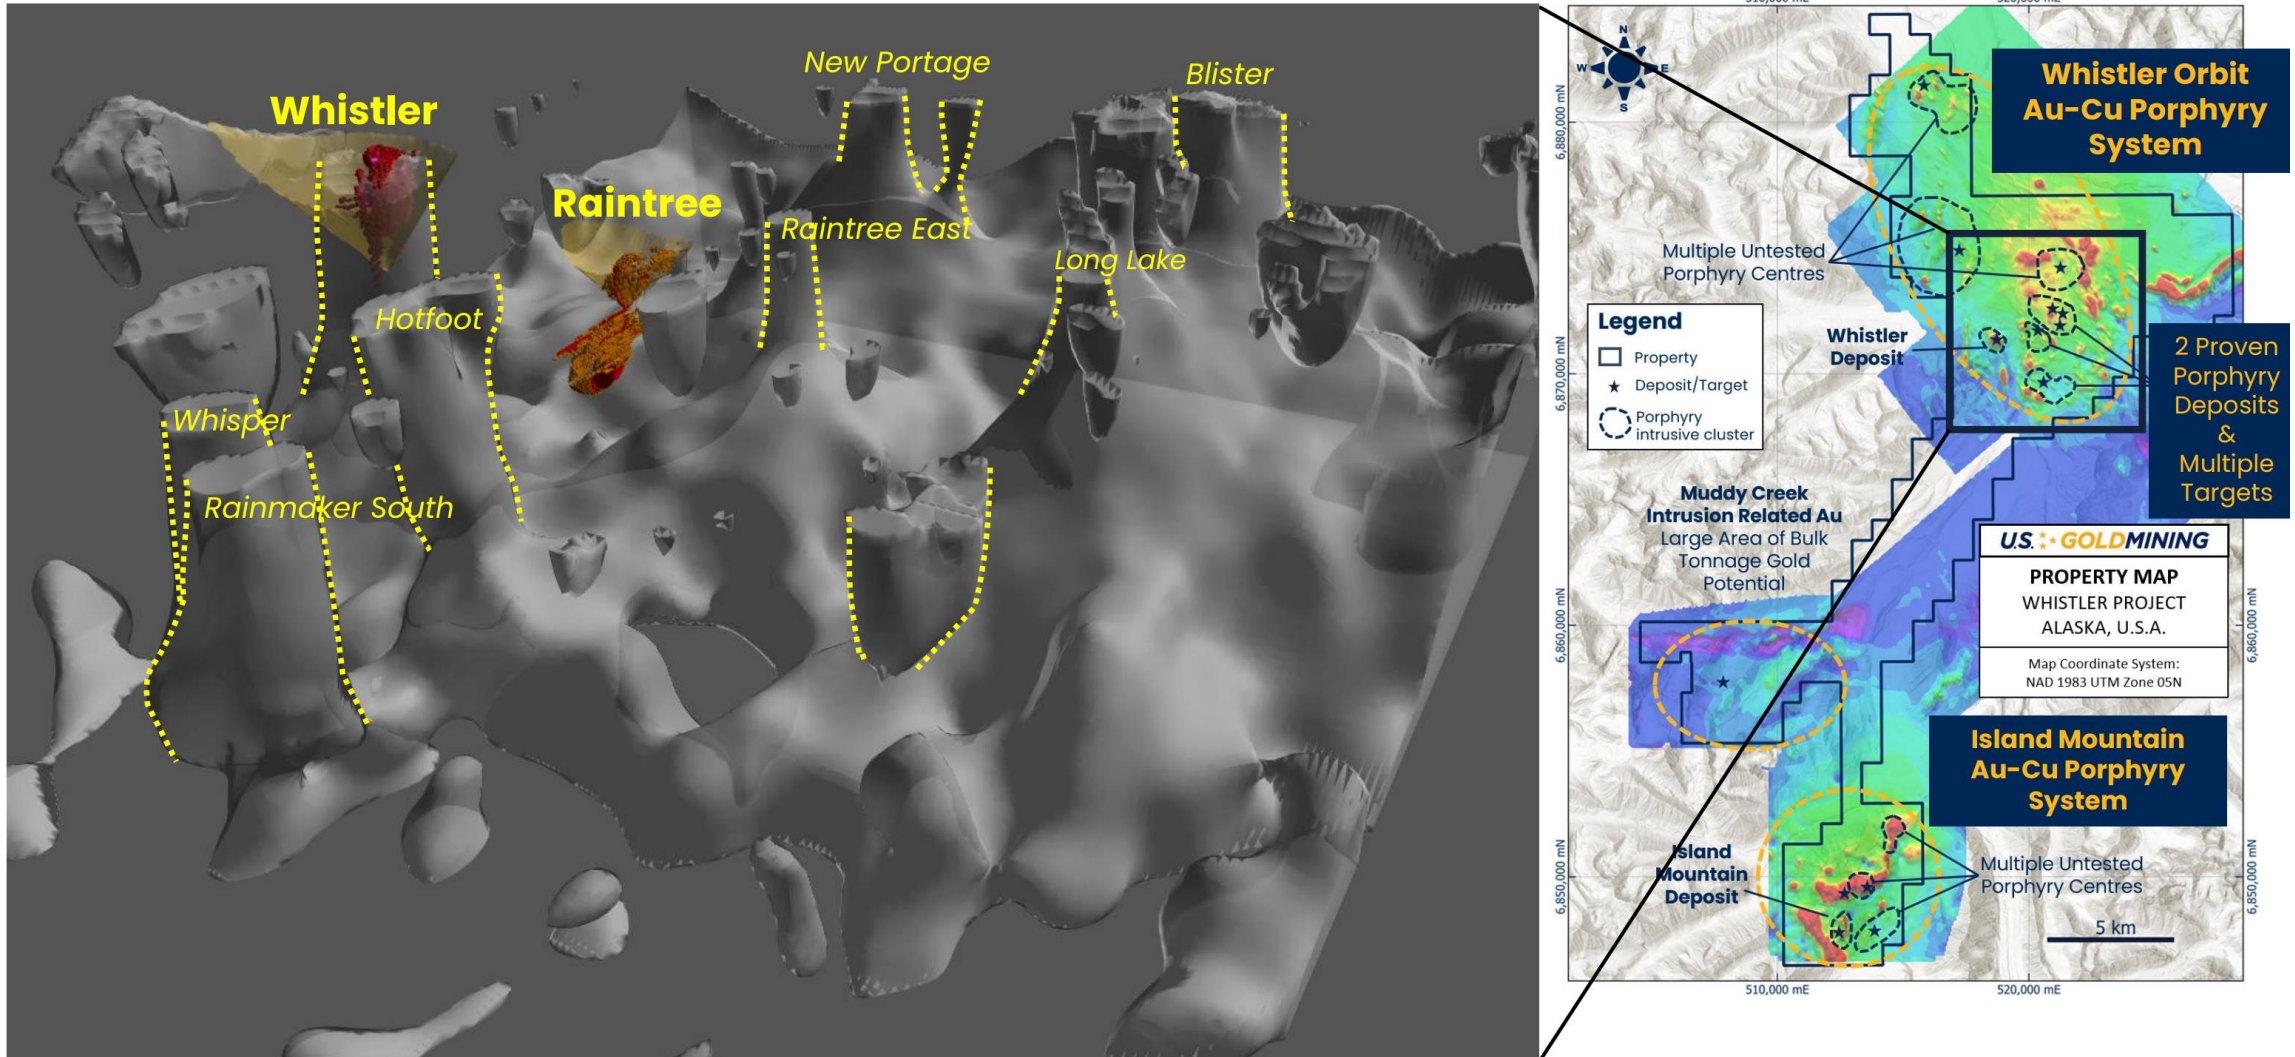 New Portage
Blister
Whistler
Raintree
Raintree East
Long Lake
Hotfoot
Whisper
Rainmaker South
N
W
E
S
Whistler Orbit
Au-Cu Porphyry
System
Multiple Untested
Porphyry Centres
Legend
Property
Deposit/Target
Porphyry
intrusive cluster
Whistler
Deposit
2 Proven
Porphyry
Deposits
&
Multiple
Targets
Muddy Creek
Intrusion Related Au
Large Area of Bulk
Tonnage Gold
Potential
U.S. GOLDMINING
PROPERTY MAP
WHISTLER PROJECT
ALASKA, U.S.A.
Map Coordinate System:
NAD 1983 UTM Zone 05N
Island Mountain
Au-Cu Porphyry
System
Island
Mountain
Deposit
Multiple Untested
Porphyry Centres
5 km
6,880,000 mN
6,870,000 mN
6,860,000 mN
6,850,000 mN
6,860,000 mN
6,850,000 mN
510,000 mE
520,000 mE